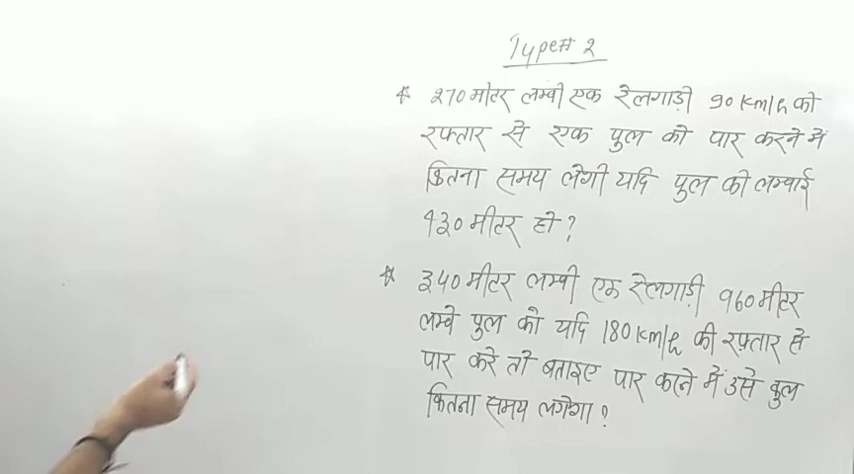 Type# 2
* 270 मीटर लम्बी एक रेलगाड़ी 90 km/h की
रफ्तार से एक पुल को पार करने में
कितना समय लेगी यदि पुल की लम्बाई
430 मीटर हो?
* 340 मीटर लम्बी एक रेलगाड़ी 960 मीटर
लम्बे पुल को यदि 180 km/h की रफ़्तार से
पार करे तो बताइए पार करने में उसे कुल
कितना समय लगेगा?